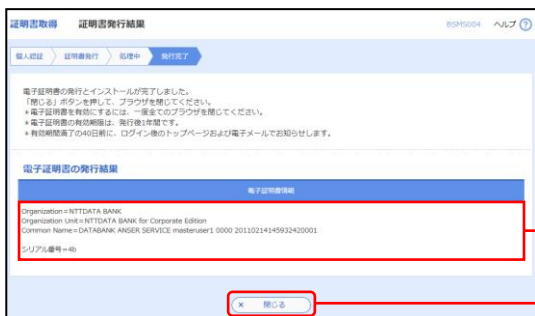 証明書取得 証明書発行結果 BSMS004 ヘルプ ?
個人認証 証明書発行 処理中 発行完了
電子証明書の発行とインストールが完了しました。
「閉じる」ボタンを押して、ブラウザを閉じてください。
*電子証明書を有効にするには、一度全てのブラウザを閉じてください。
*電子証明書の有効期限は、発行後1年間です。
*有効期間満了の40日前に、ログイン後のトップページおよび電子メールでお知らせします。
電子証明書の発行結果
電子証明書情報
Organization=NTTDATA BANK
Organization Unit=NTTDATA BANK for Corporate Edition
Common Name=DATABANK ANSER SERVICE masteruser1 0000 20110214145932420001
シリアル番号=4b
× 閉じる